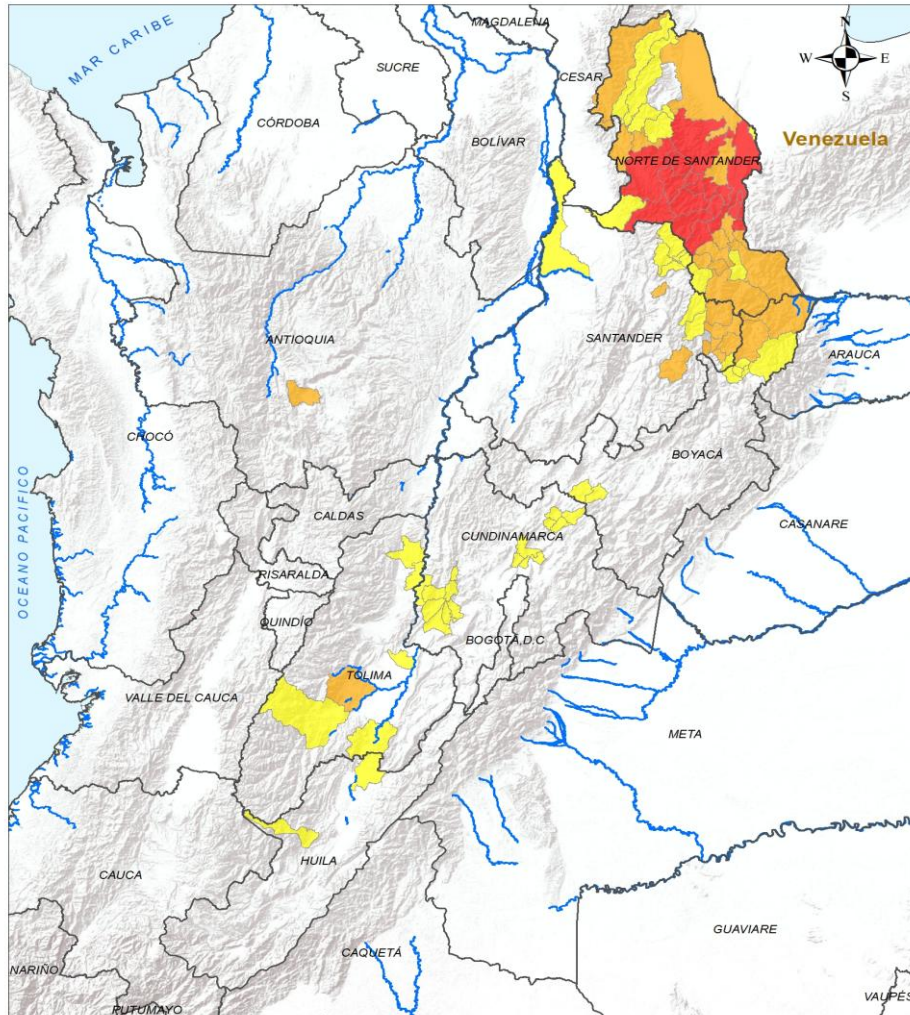 MAGDALENA
MAR CARIBE
N
W
E
S
SUCRE
CESAR
CÓRDOBA
BOLÍVAR
Venezuela
NORTE DE SANTANDER
ANTIOQUIA
SANTANDER
ARAUCA
CHOCÓ
BOYACÁ
OCEANO PACIFICO
CALDAS
CUNDINAMARCA
CASANARE
RISARALDA
QUINDÍO
BOGOTÁ, D.C
TOLIMA
VALLE DEL CAUCA
META
HUILA
CAUCA
GUAVIARE
CAQUETÁ
NARIÑO
VAUPÉS
PUTUMAYO